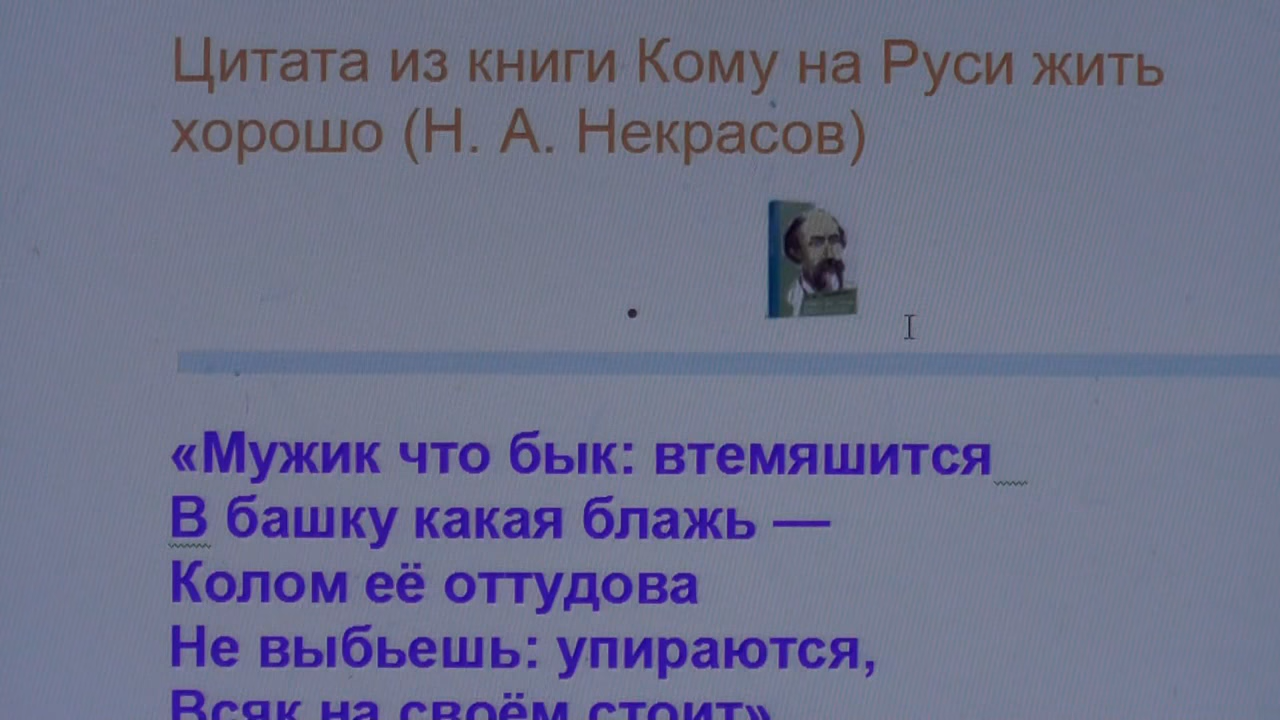 Цитата из книги Кому на Руси жить
хорошо (Н. А. Некрасов)
«Мужик что бык: втемяшится
В башку какая блажь —
Колом её оттудова
Не выбьешь: упираются,
Всяк на своём стоит»